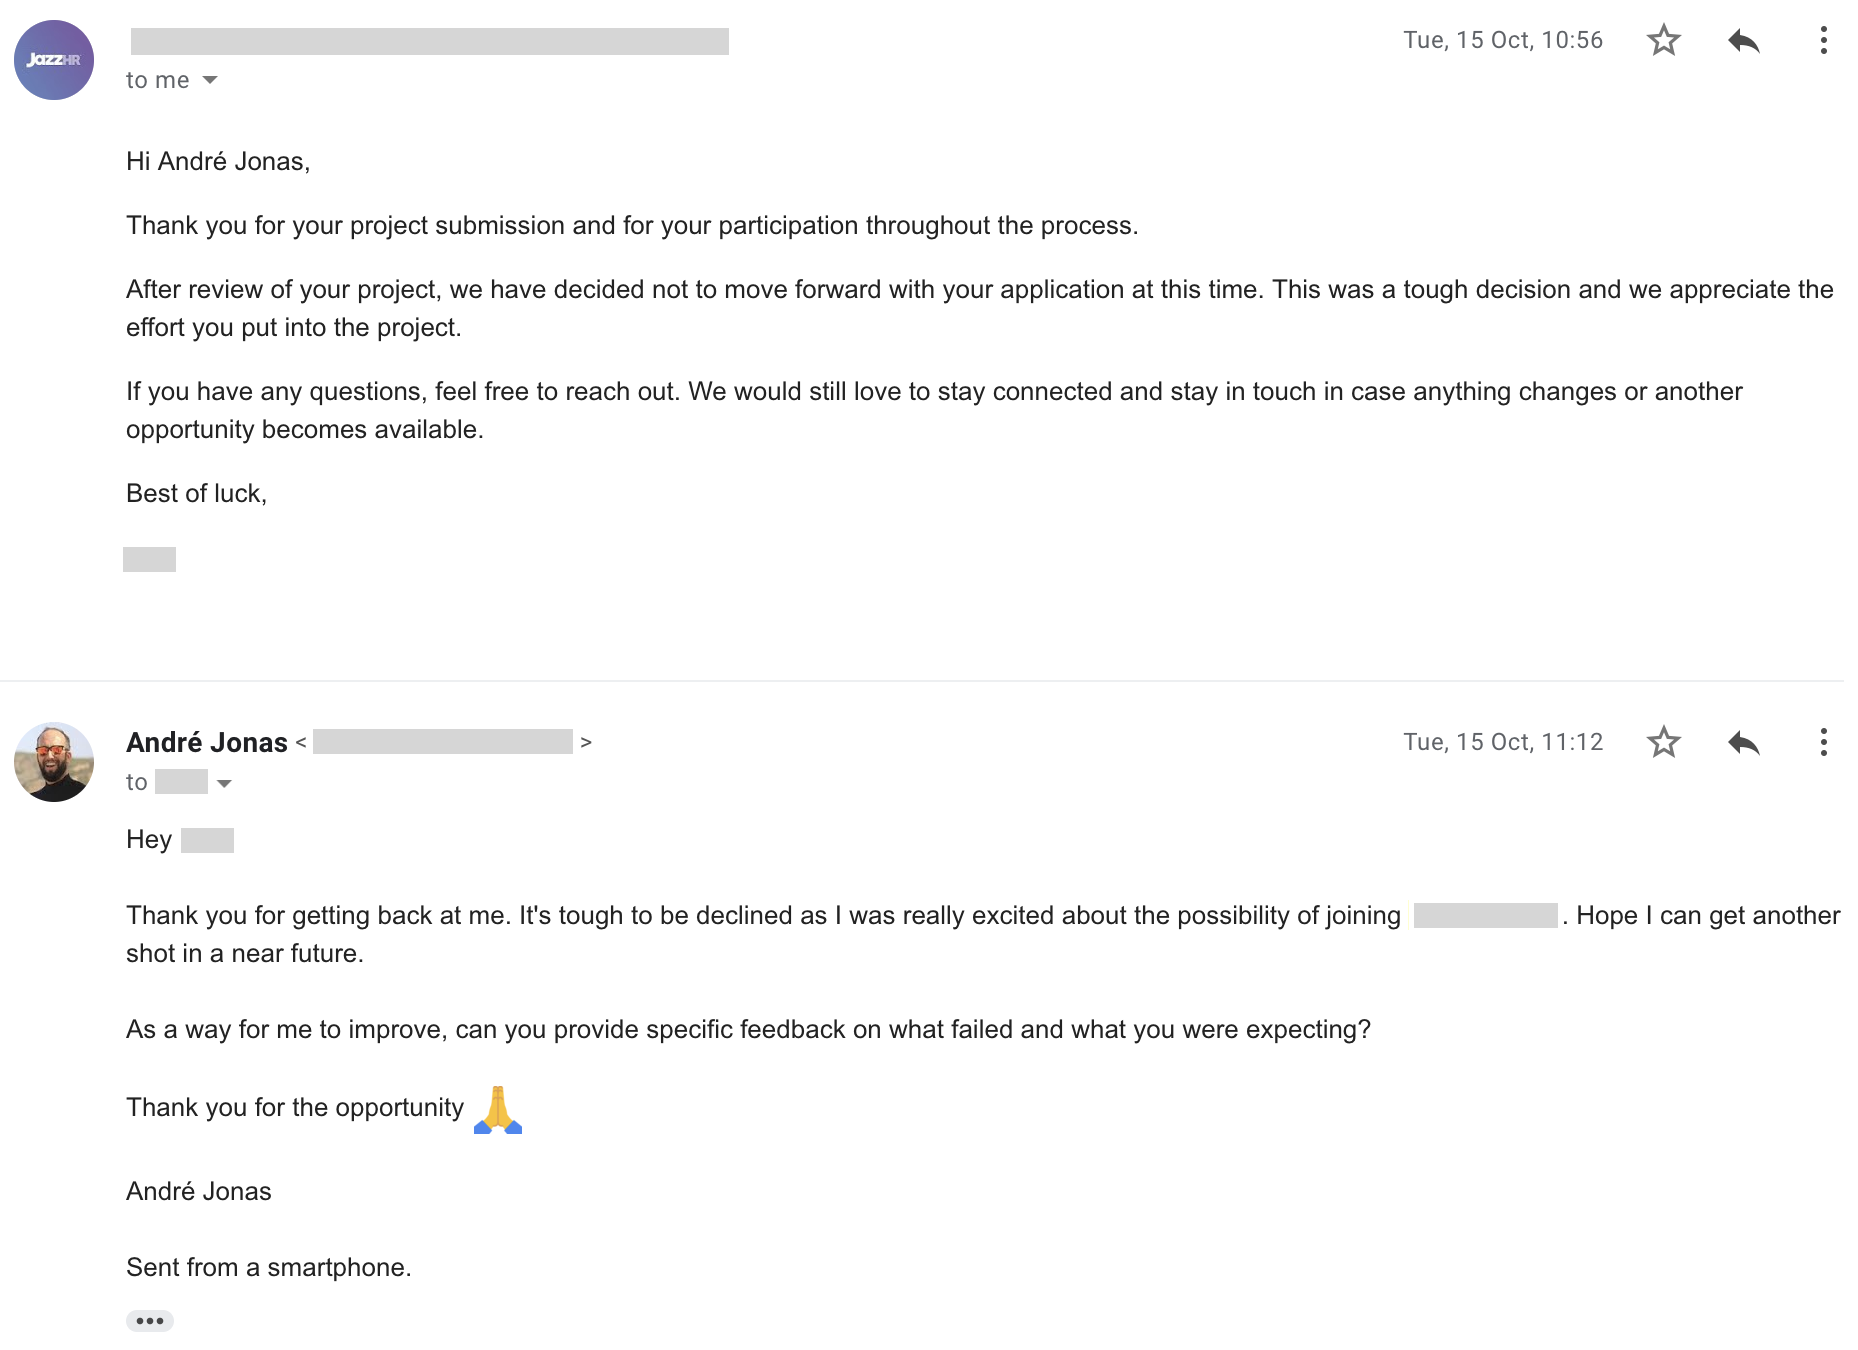 JazzHR
Tue, 15 Oct, 10:56
to me
Hi André Jonas,
Thank you for your project submission and for your participation throughout the process.
After review of your project, we have decided not to move forward with your application at this time. This was a tough decision and we appreciate the
effort you put into the project.
If you have any questions, feel free to reach out. We would still love to stay connected and stay in touch in case anything changes or another
opportunity becomes available.
Best of luck,
André Jonas < >
Tue, 15 Oct, 11:12
to
Hey
Thank you for getting back at me. It's tough to be declined as I was really excited about the possibility of joining . Hope I can get another
shot in a near future.
As a way for me to improve, can you provide specific feedback on what failed and what you were expecting?
Thank you for the opportunity 🙏
André Jonas
Sent from a smartphone.